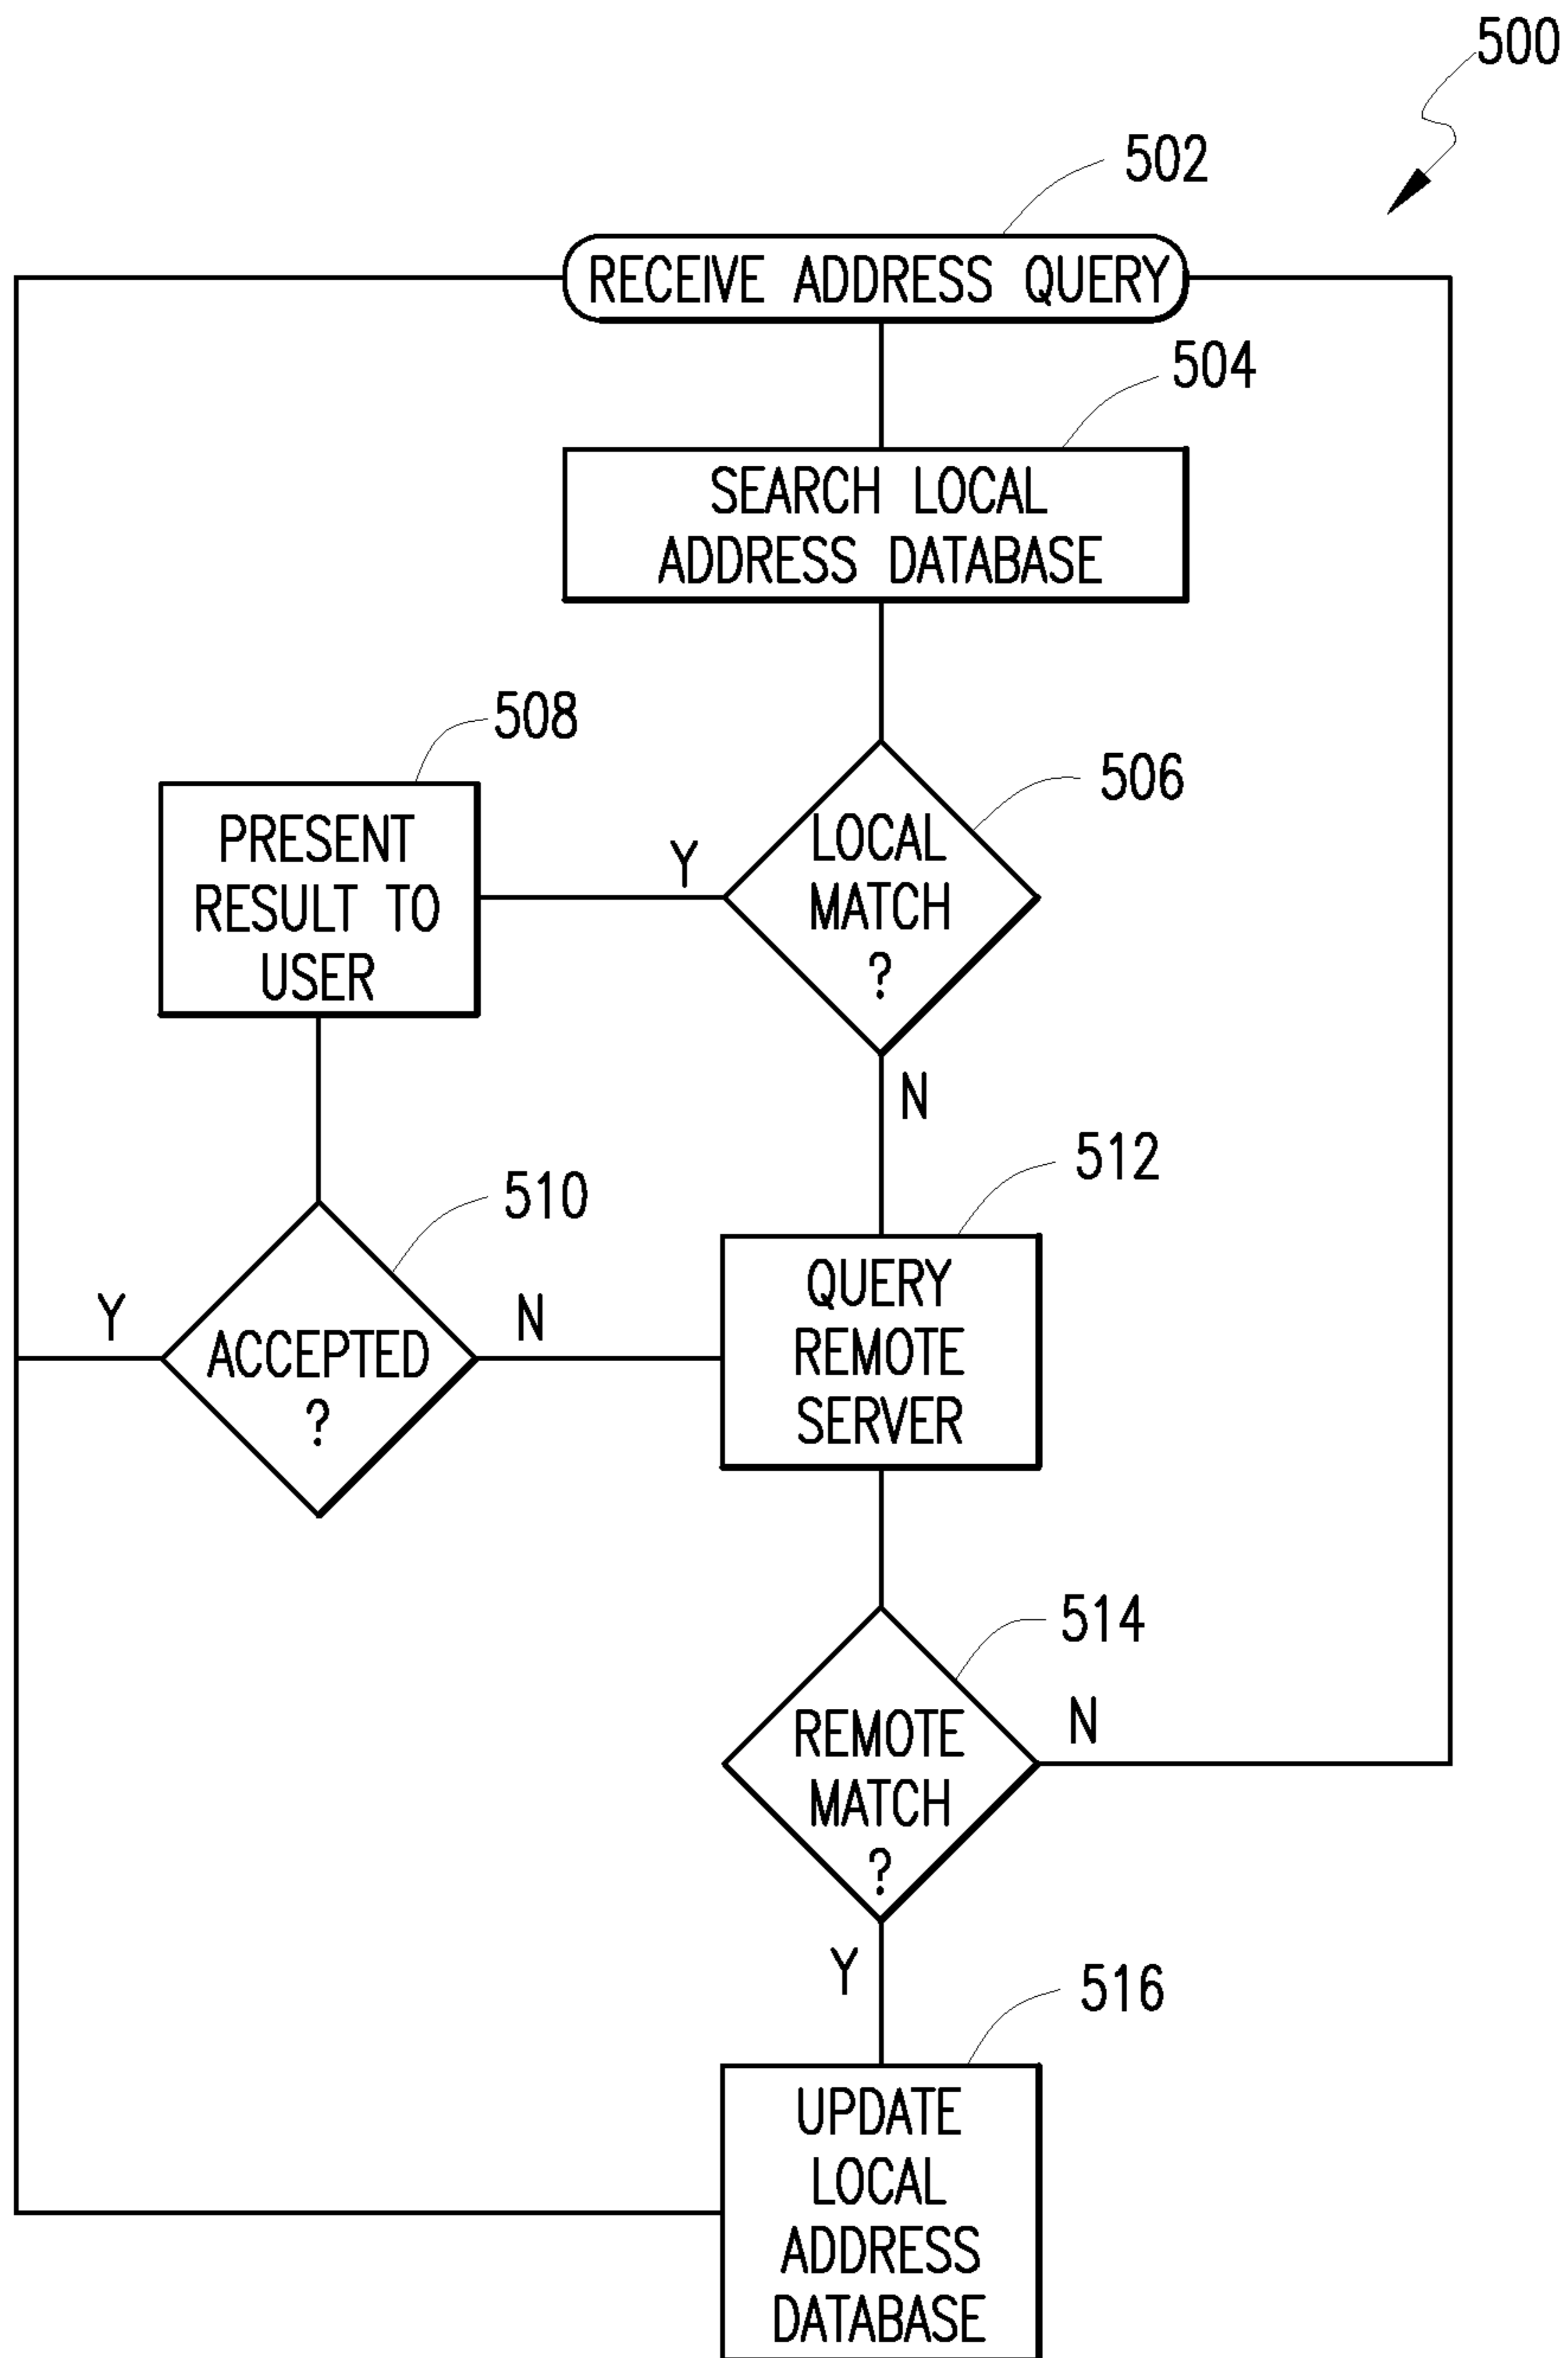 500
502
RECEIVE ADDRESS QUERY
504
SEARCH LOCAL
ADDRESS DATABASE
508
PRESENT
RESULT TO
USER
Y
506
LOCAL
MATCH
?
N
510
Y
ACCEPTED
?
N
512
QUERY
REMOTE
SERVER
514
REMOTE
MATCH
?
N
Y
516
UPDATE
LOCAL
ADDRESS
DATABASE